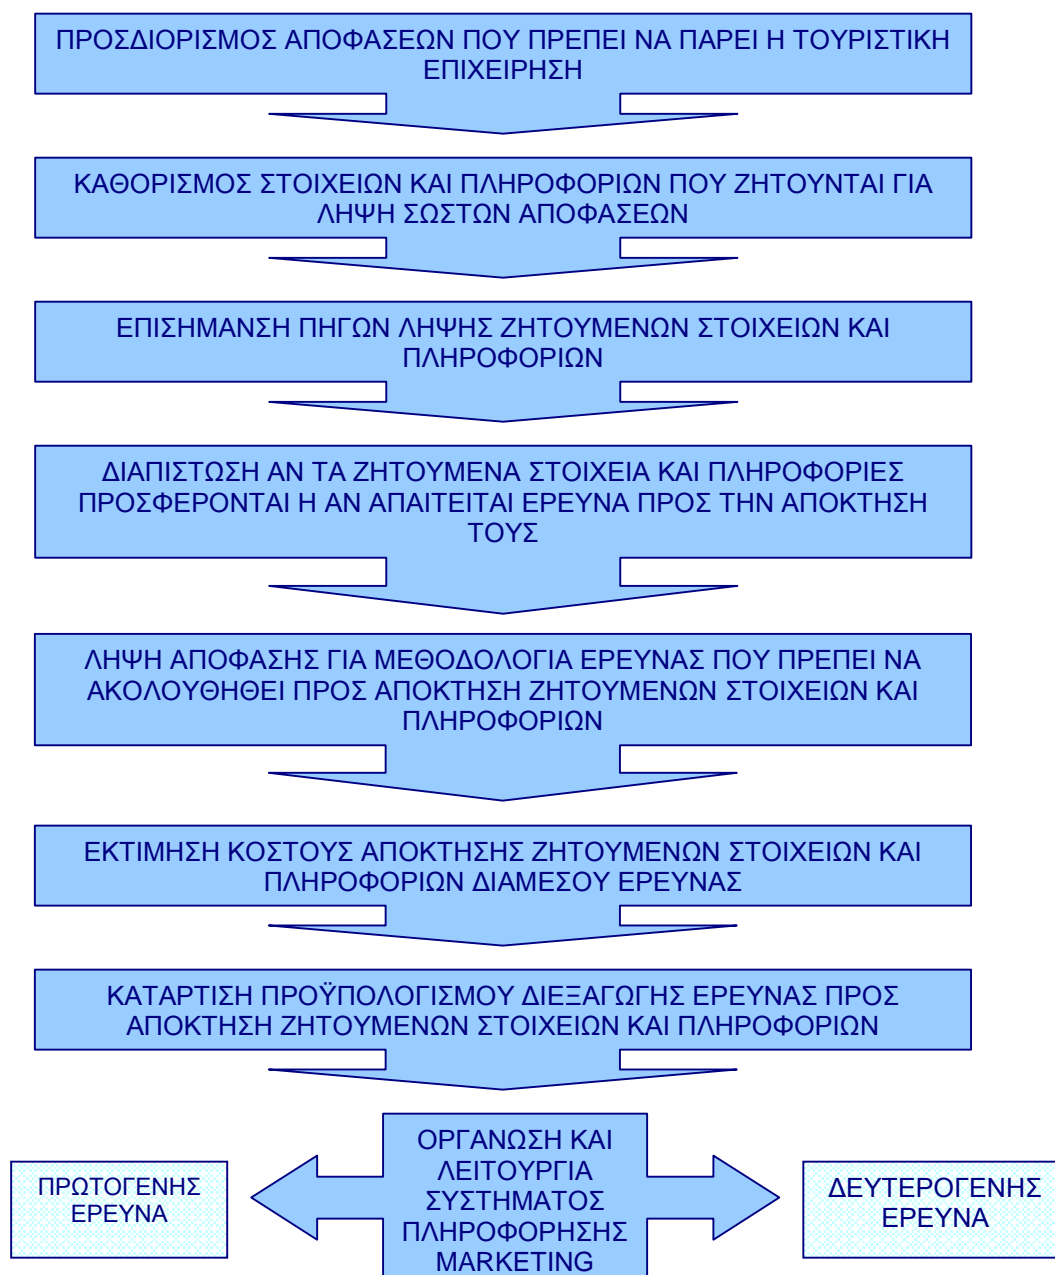 ΠΡΟΣΔΙΟΡΙΣΜΟΣ ΑΠΟΦΑΣΕΩΝ ΠΟΥ ΠΡΕΠΕΙ ΝΑ ΠΑΡΕΙ Η ΤΟΥΡΙΣΤΙΚΗ
ΕΠΙΧΕΙΡΗΣΗ
ΚΑΘΟΡΙΣΜΟΣ ΣΤΟΙΧΕΙΩΝ ΚΑΙ ΠΛΗΡΟΦΟΡΙΩΝ ΠΟΥ ΖΗΤΟΥΝΤΑΙ ΓΙΑ
ΛΗΨΗ ΣΩΣΤΩΝ ΑΠΟΦΑΣΕΩΝ
ΕΠΙΣΗΜΑΝΣΗ ΠΗΓΩΝ ΛΗΨΗΣ ΖΗΤΟΥΜΕΝΩΝ ΣΤΟΙΧΕΙΩΝ ΚΑΙ
ΠΛΗΡΟΦΟΡΙΩΝ
ΔΙΑΠΙΣΤΩΣΗ ΑΝ ΤΑ ΖΗΤΟΥΜΕΝΑ ΣΤΟΙΧΕΙΑ ΚΑΙ ΠΛΗΡΟΦΟΡΙΕΣ
ΠΡΟΣΦΕΡΟΝΤΑΙ Η ΑΝ ΑΠΑΙΤΕΙΤΑΙ ΕΡΕΥΝΑ ΠΡΟΣ ΤΗΝ ΑΠΟΚΤΗΣΗ
ΤΟΥΣ
ΛΗΨΗ ΑΠΟΦΑΣΗΣ ΓΙΑ ΜΕΘΟΔΟΛΟΓΙΑ ΕΡΕΥΝΑΣ ΠΟΥ ΠΡΕΠΕΙ ΝΑ
ΑΚΟΛΟΥΘΗΘΕΙ ΠΡΟΣ ΑΠΟΚΤΗΣΗ ΖΗΤΟΥΜΕΝΩΝ ΣΤΟΙΧΕΙΩΝ ΚΑΙ
ΠΛΗΡΟΦΟΡΙΩΝ
ΕΚΤΙΜΗΣΗ ΚΟΣΤΟΥΣ ΑΠΟΚΤΗΣΗΣ ΖΗΤΟΥΜΕΝΩΝ ΣΤΟΙΧΕΙΩΝ ΚΑΙ
ΠΛΗΡΟΦΟΡΙΩΝ ΔΙΑΜΕΣΟΥ ΕΡΕΥΝΑΣ
ΚΑΤΑΡΤΙΣΗ ΠΡΟΫΠΟΛΟΓΙΣΜΟΥ ΔΙΕΞΑΓΩΓΗΣ ΕΡΕΥΝΑΣ ΠΡΟΣ
ΑΠΟΚΤΗΣΗ ΖΗΤΟΥΜΕΝΩΝ ΣΤΟΙΧΕΙΩΝ ΚΑΙ ΠΛΗΡΟΦΟΡΙΩΝ
ΠΡΩΤΟΓΕΝΗΣ
ΕΡΕΥΝΑ
ΟΡΓΑΝΩΣΗ ΚΑΙ
ΛΕΙΤΟΥΡΓΙΑ
ΣΥΣΤΗΜΑΤΟΣ
ΠΛΗΡΟΦΟΡΗΣΗΣ
MARKETING
ΔΕΥΤΕΡΟΓΕΝΗΣ
ΕΡΕΥΝΑ